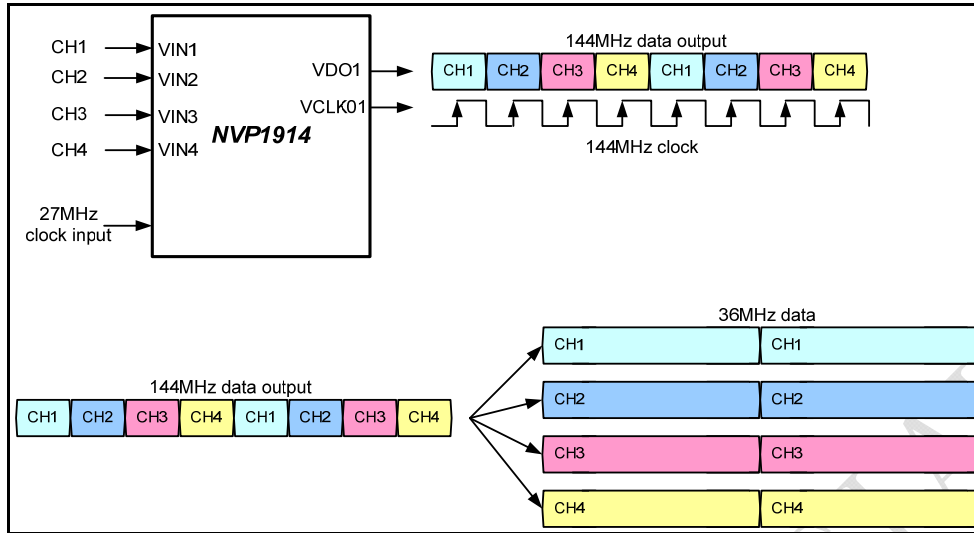 144MHz data output
CH1 VIN1
CH2 VIN2
CH3 VIN3
CH4 VIN4
VDO1
VCLK01
NVP1914
CH1 CH2 CH3 CH4 CH1 CH2 CH3 CH4
144MHz clock
27MHz
clock input
36MHz data
144MHz data output
CH1 CH2 CH3 CH4 CH1 CH2 CH3 CH4
CH1 CH1
CH2 CH2
CH3 CH3
CH4 CH4